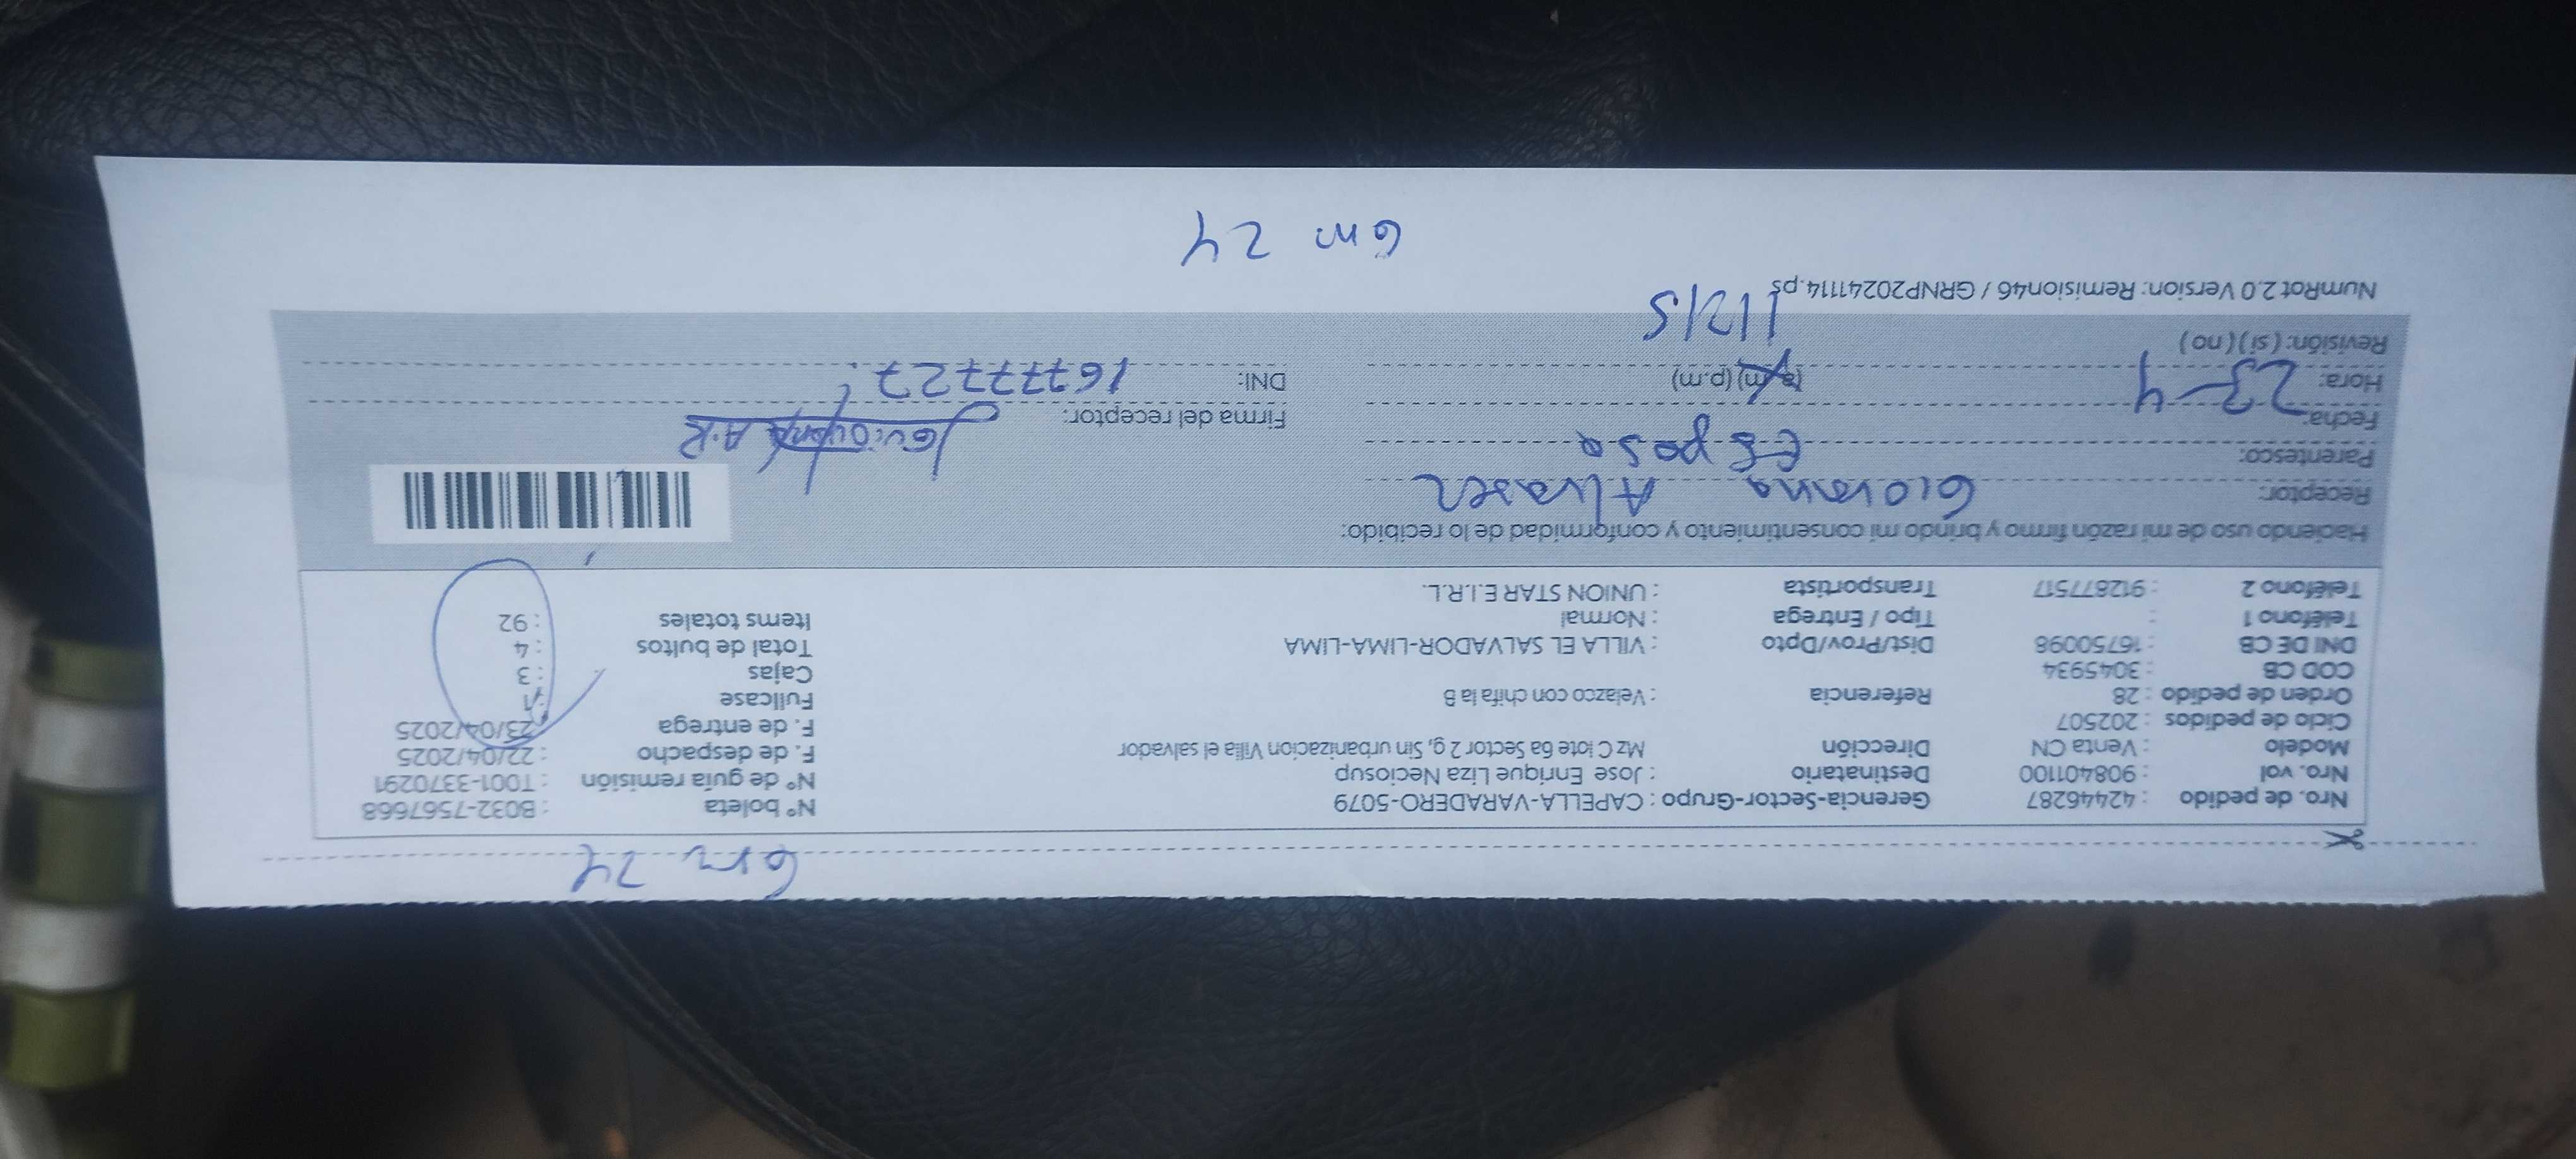 6m 24
Nro. de pedido : 42446287 Gerencia-Sector-Grupo : CAPELLA-VARADERO-5079 N° boleta : B032-7567668
Nro. vol : 908401100 Destinatario : Jose Enrique Liza Neciosup N° de guía remisión : T001-3370291
Modelo : Venta CN Dirección Mz C lote 6a Sector 2 g, Sin urbanizacion Villa el salvador F. de despacho : 22/04/2025
Ciclo de pedidos : 202507 F. de entrega : 23/04/2025
Orden de pedido : 28 Referencia : Velazco con chifa la B Fullcase : 1
COD CB : 3045934 Cajas : 3
DNI DE CB : 16750098 Dist/Prov/Dpto : VILLA EL SALVADOR-LIMA-LIMA Total de bultos : 4
Teléfono 1 : Tipo / Entrega : Normal Items totales : 92
Teléfono 2 : 912877517 Transportista : UNION STAR E.I.R.L.
Haciendo uso de mi razón firmo y brindo mi consentimiento y conformidad de lo recibido:
Receptor: Giovanna Alvarez
Parentesco: Esposa
Fecha: 23-4 Firma del receptor: A.R
Hora: (a.m) (p.m) DNI: 16777727
Revisión: (si) (no) 1215
NumRot 2.0 Version: Remision46 / GRNP20241114.ps
6m 24